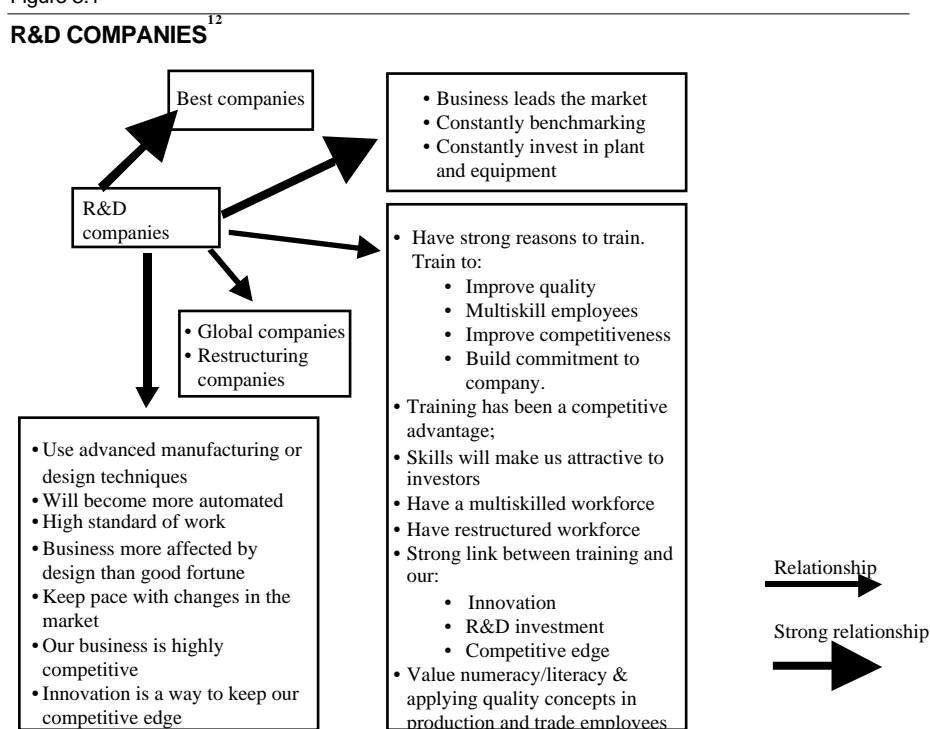 R&D COMPANIES12
Best companies
• Business leads the market
• Constantly benchmarking
• Constantly invest in plant
and equipment
R&D
companies
• Have strong reasons to train.
Train to:
• Improve quality
• Multiskill employees
• Improve competitiveness
• Build commitment to
company.
• Training has been a competitive
advantage;
• Skills will make us attractive to
investors
• Have a multiskilled workforce
• Have restructured workforce
• Strong link between training and
our:
• Innovation
• R&D investment
• Competitive edge
• Value numeracy/literacy &
applying quality concepts in
production and trade employees
• Global companies
• Restructuring
companies
• Use advanced manufacturing or
design techniques
• Will become more automated
• High standard of work
• Business more affected by
design than good fortune
• Keep pace with changes in the
market
• Our business is highly
competitive
• Innovation is a way to keep our
competitive edge
Relationship
Strong relationship